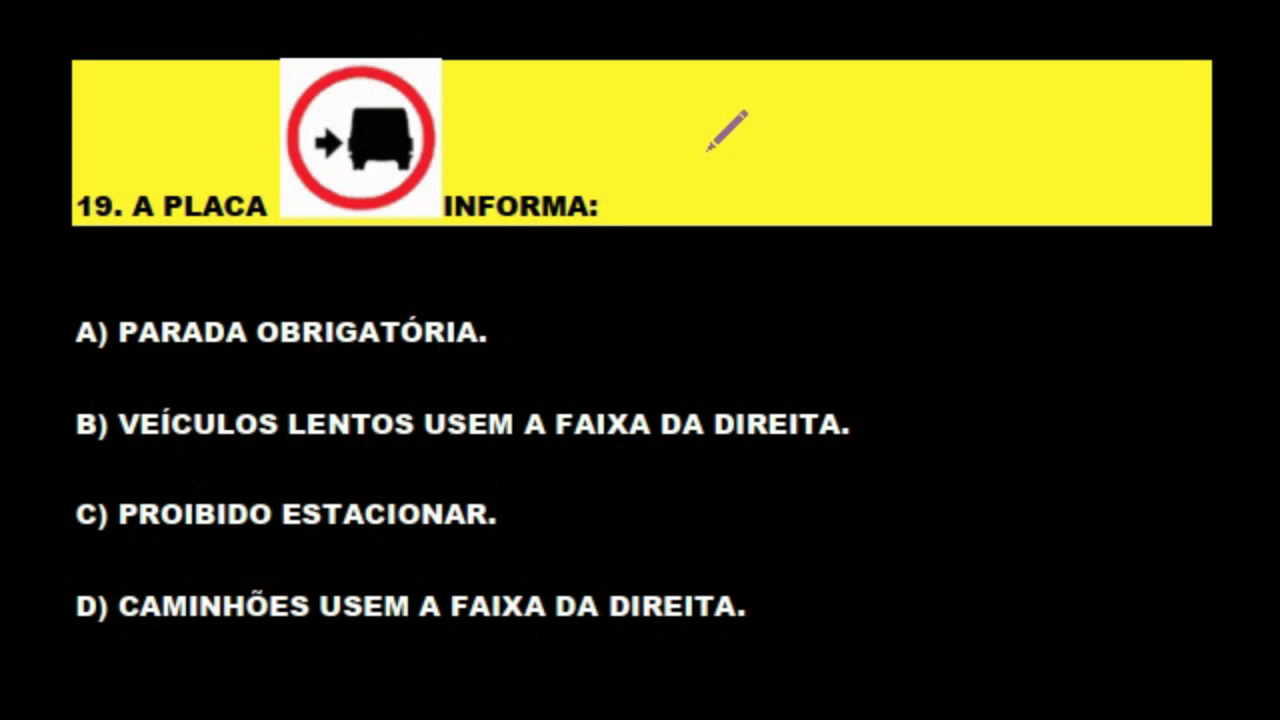 19. A PLACA INFORMA:
A) PARADA OBRIGATÓRIA.
B) VEÍCULOS LENTOS USEM A FAIXA DA DIREITA.
C) PROIBIDO ESTACIONAR.
D) CAMINHÕES USEM A FAIXA DA DIREITA.